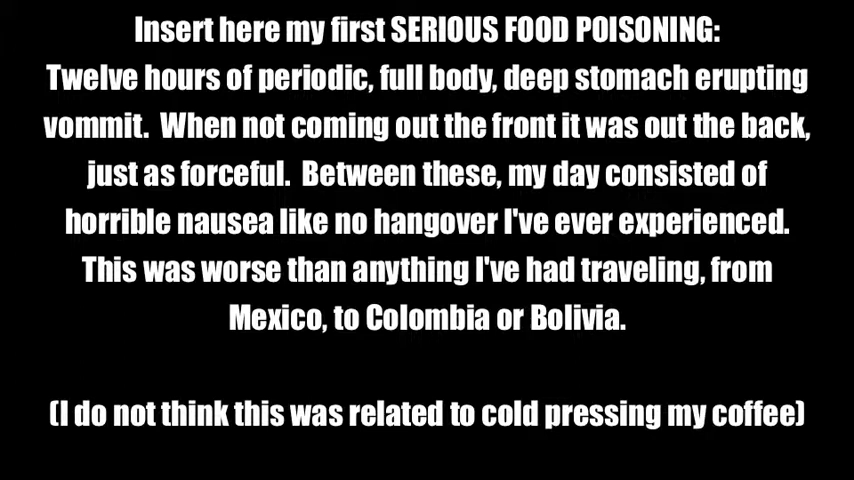 Insert here my first SERIOUS FOOD POISONING:
Twelve hours of periodic, full body, deep stomach erupting
vommit.  When not coming out the front it was out the back,
just as forceful.  Between these, my day consisted of
horrible nausea like no hangover I've ever experienced.
This was worse than anything I've had traveling, from
Mexico, to Colombia or Bolivia.
(I do not think this was related to cold pressing my coffee)